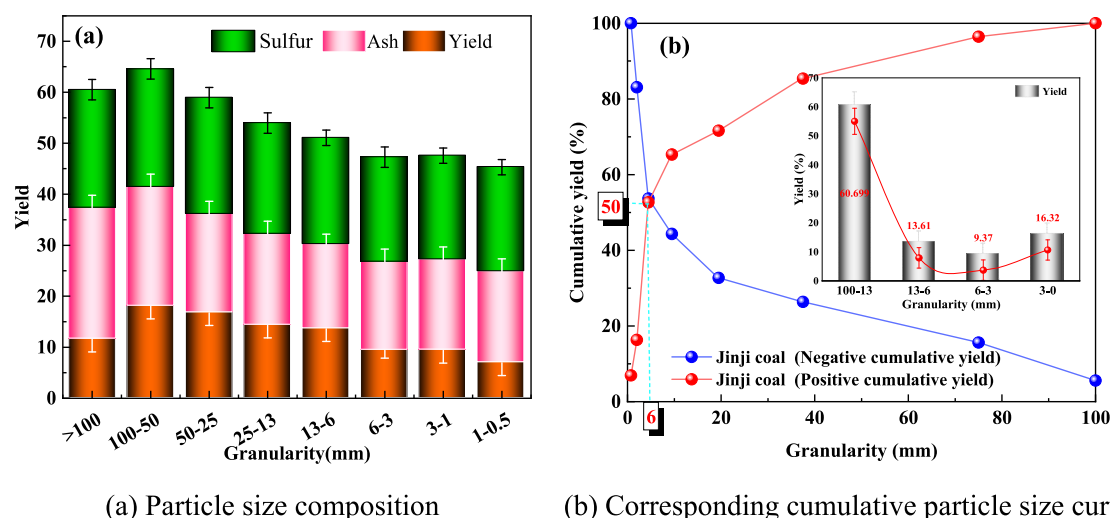 (a)
Sulfur
Ash
Yield
Yield
70
60
50
40
30
20
10
0
>100
100-50
50-25
25-13
13-6
6-3
3-1
1-0.5
Granularity(mm)
(a) Particle size composition
(b)
Cumulative yield (%)
100
80
60
50
40
20
0
0
6
20
40
60
80
100
Granularity (mm)
Jinji coal (Negative cumulative yield)
Jinji coal (Positive cumulative yield)
Yield
Yield (%)
70
60
50
40
30
20
10
0
60.699
13.61
9.37
16.32
100-13
13-6
6-3
3-0
Granularity (mm)
(b) Corresponding cumulative particle size cur